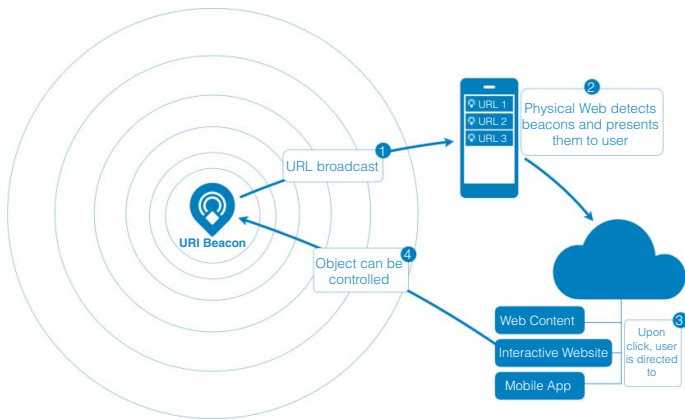 1
URL broadcast
URI Beacon
2
URL 1
URL 2
URL 3
Physical Web detects
beacons and presents
them to user
3
Upon
click, user
is directed
to
Web Content
Interactive Website
Mobile App
4
Object can be
controlled